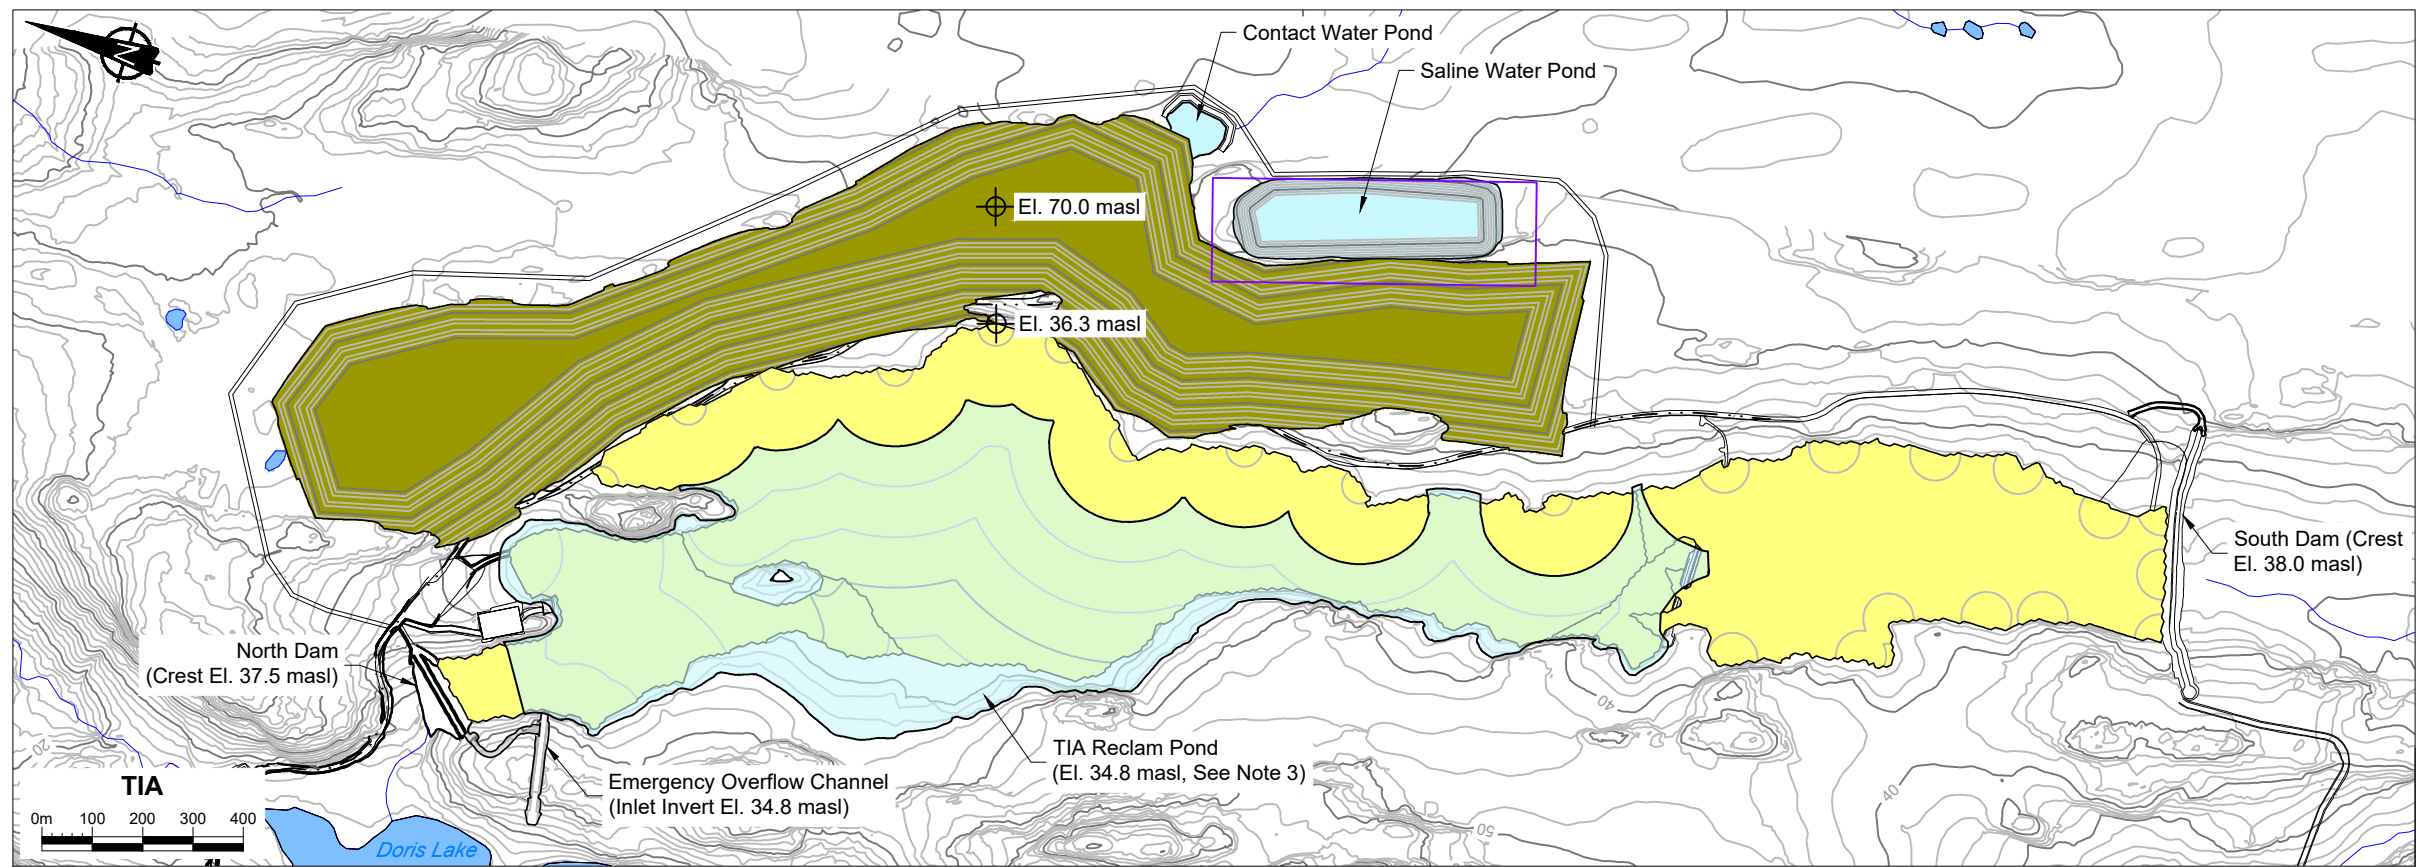 N
Contact Water Pond
Saline Water Pond
El. 70.0 masl
El. 36.3 masl
South Dam (Crest
El. 38.0 masl)
North Dam
(Crest El. 37.5 masl)
40
TIA Reclam Pond
(El. 34.8 masl, See Note 3)
Emergency Overflow Channel
(Inlet Invert El. 34.8 masl)
20
40
50
TIA
0m 100 200 300 400
Doris Lake